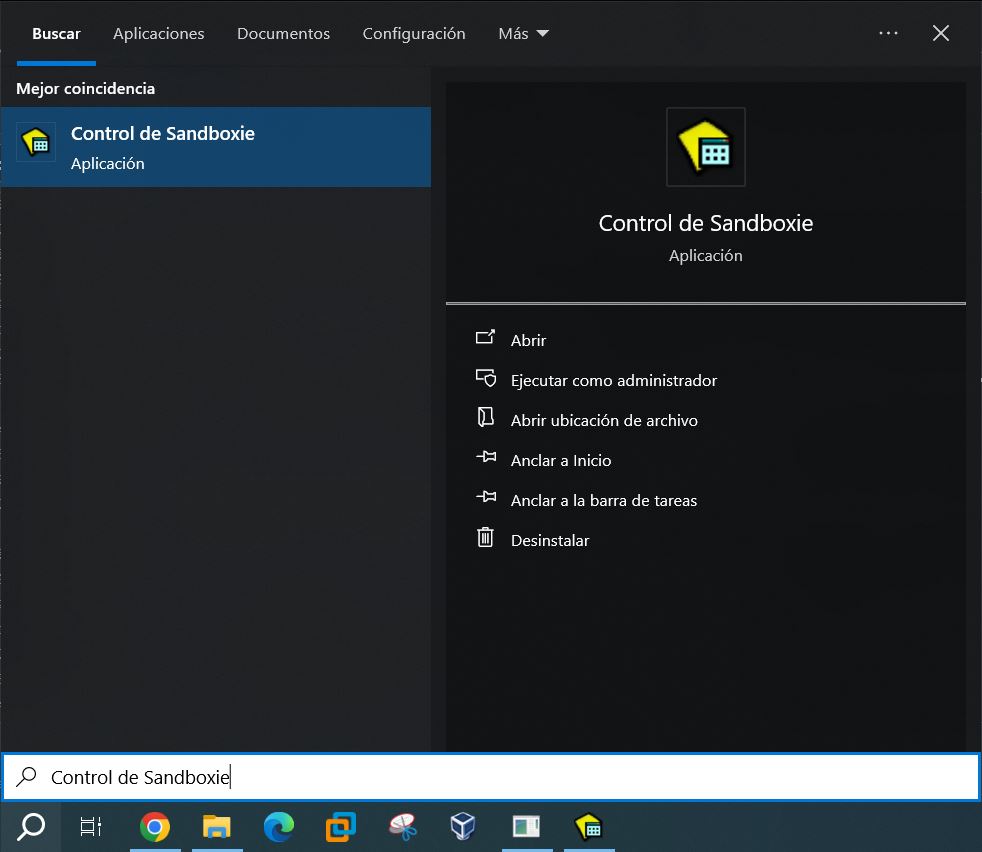 Buscar Aplicaciones Documentos Configuración Más
Mejor coincidencia
Control de Sandboxie
Aplicación
Control de Sandboxie
Aplicación
Abrir
Ejecutar como administrador
Abrir ubicación de archivo
Anclar a Inicio
Anclar a la barra de tareas
Desinstalar
Control de Sandboxie